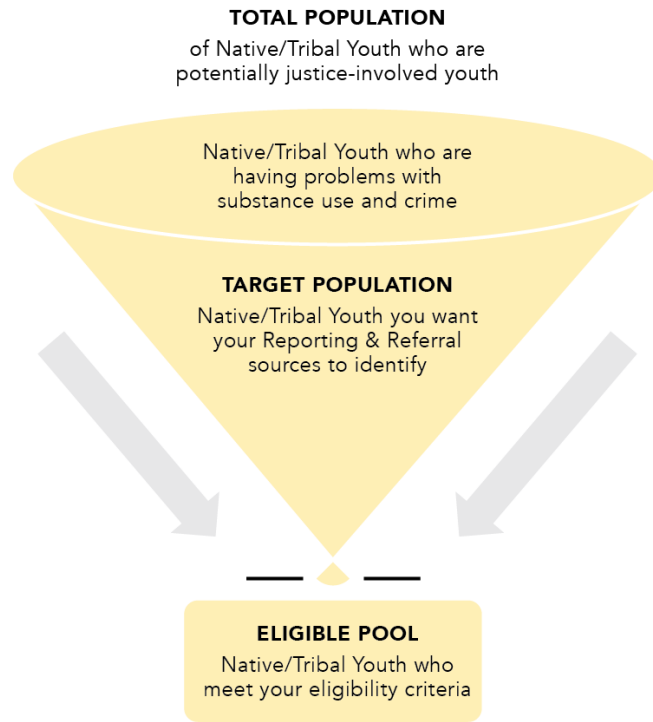 TOTAL POPULATION
of Native/Tribal Youth who are
potentially justice-involved youth
Native/Tribal Youth who are
having problems with
substance use and crime
TARGET POPULATION
Native/Tribal Youth you want
your Reporting & Referral
sources to identify
ELIGIBLE POOL
Native/Tribal Youth who
meet your eligibility criteria